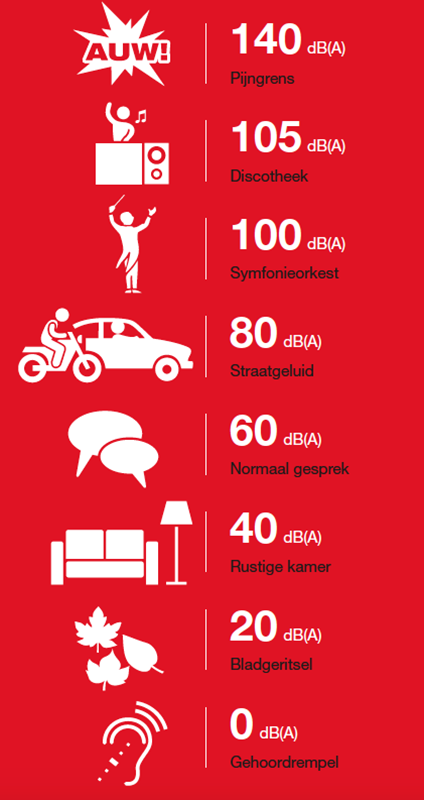 AUW!
140 dB(A)
Pijngrens
105 dB(A)
Discotheek
100 dB(A)
Symfonieorkest
80 dB(A)
Straatgeluid
60 dB(A)
Normaal gesprek
40 dB(A)
Rustige kamer
20 dB(A)
Bladgeritsel
0 dB(A)
Gehoordrempel